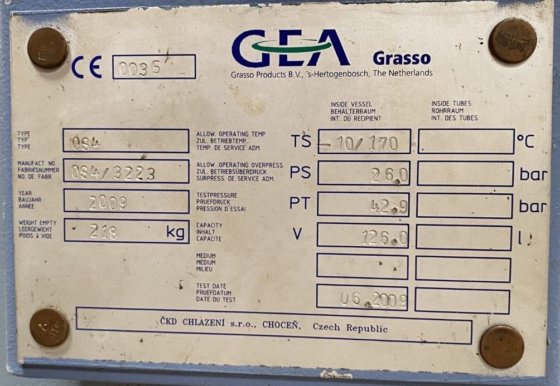 GEA Grasso
CE 0035
Grasso Products B.V., 's-Hertogenbosch, The Netherlands
INSIDE VESSEL
BEHALTERRAUM
INT. DU RECIPIENT
INSIDE TUBES
ROHRRAUM
INT. DES TUBES
TYPE
TYP
TYPE
OS4
ALLOW. OPERATING TEMP
ZUL. BETRIEBTEMP.
TEMP. DE SERVICE ADM.
TS -10/170 °C
MANUFACT. NO
FABRIKSNUMMER
NO DE FABR.
OS4/3223
ALLOW. OPERATING OVERPRESS
ZUL. BETRIEBSÜBERDRUCK
SURPRESS. DE SERVICE ADM.
PS 26,0 bar
YEAR
BAUJAHR
ANNEE
2009
TESTPRESSURE
PRUEFDRUCK
PRESSION D'ESSAI
PT 42,9 bar
WEIGHT EMPTY
LEERGEWICHT
POIDS A VIDE
218 kg
CAPACITY
INHALT
CAPACITE
V 126,0 l
MEDIUM
MEDIUM
MILIEU
TEST DATE
PRUEFDATUM
DATE DU TEST
06.2009
ČKD CHLAZENÍ s.r.o., CHOCEŇ, Czech Republic